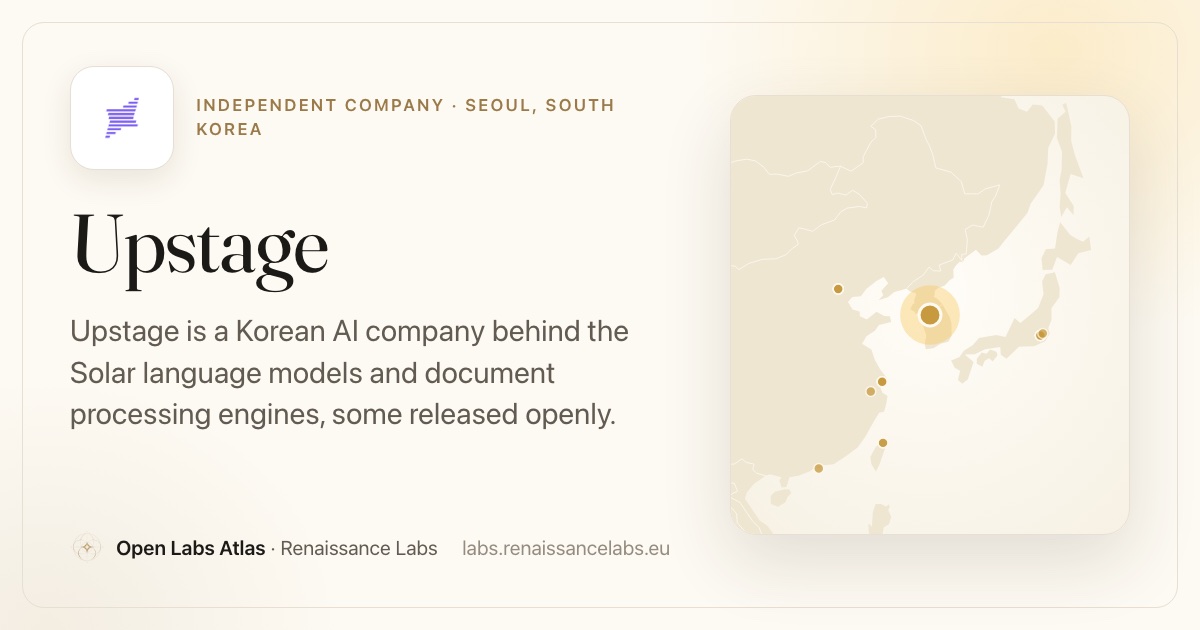 INDEPENDENT COMPANY · SEOUL, SOUTH
KOREA
Upstage
Upstage is a Korean AI company behind the
Solar language models and document
processing engines, some released openly.
Open Labs Atlas · Renaissance Labs labs.renaissancelabs.eu